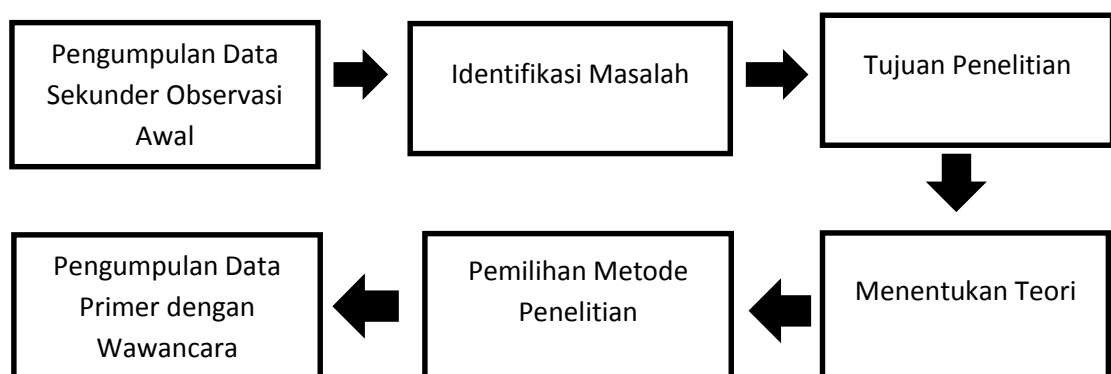 Pengumpulan Data
Sekunder Observasi
Awal
Identifikasi Masalah
Tujuan Penelitian
Menentukan Teori
Pemilihan Metode
Penelitian
Pengumpulan Data
Primer dengan
Wawancara